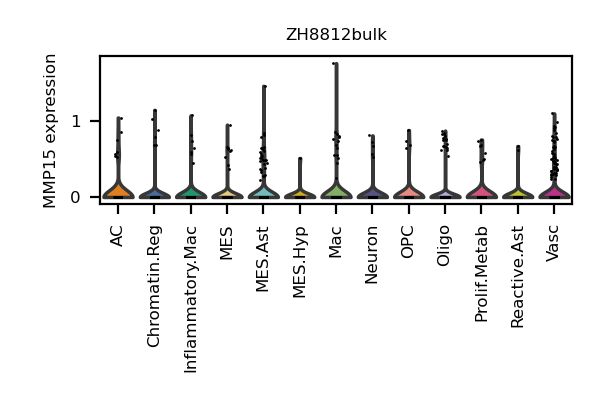 ZH8812bulk
MMP15 expression
1
0
AC
Chromatin.Reg
Inflammatory.Mac
MES
MES.Ast
MES.Hyp
Mac
Neuron
OPC
Oligo
Prolif.Metab
Reactive.Ast
Vasc